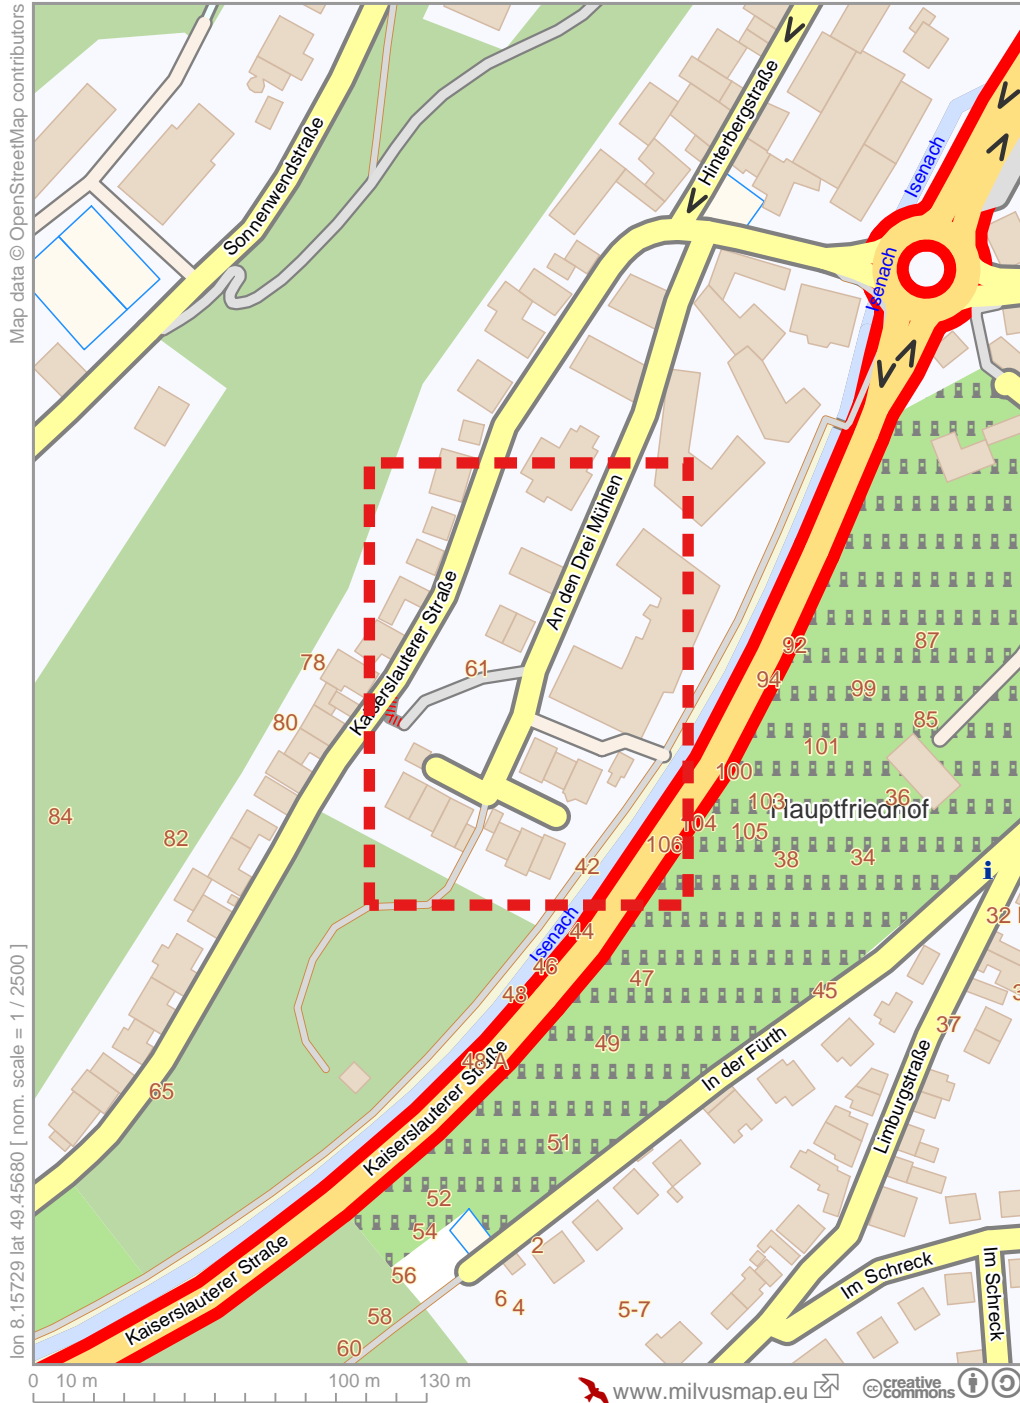 Map data © OpenStreetMap contributors
lon 8.15729 lat 49.45680 [ nom. scale = 1 / 2500 ]
Hinterbergstraße
Sonnenwendstraße
Isenach
Isenach
An den Drei Mühlen
Kaiserslauterer Straße
78
61
92
87
94
99
80
85
101
100
84
103
36
Hauptfriedhof
104
82
106
105
38
34
42
i
32
44
Isenach
46
47
45
48
37
49
48 A
In der Fürth
65
Limburgstraße
Kaiserslauterer Straße
51
52
54
2
56
Kaiserslauterer Straße
Im Schreck
Im Schreck
6
4
5-7
58
60
0 10 m 100 m 130 m
www.milvusmap.eu
cc creative commons